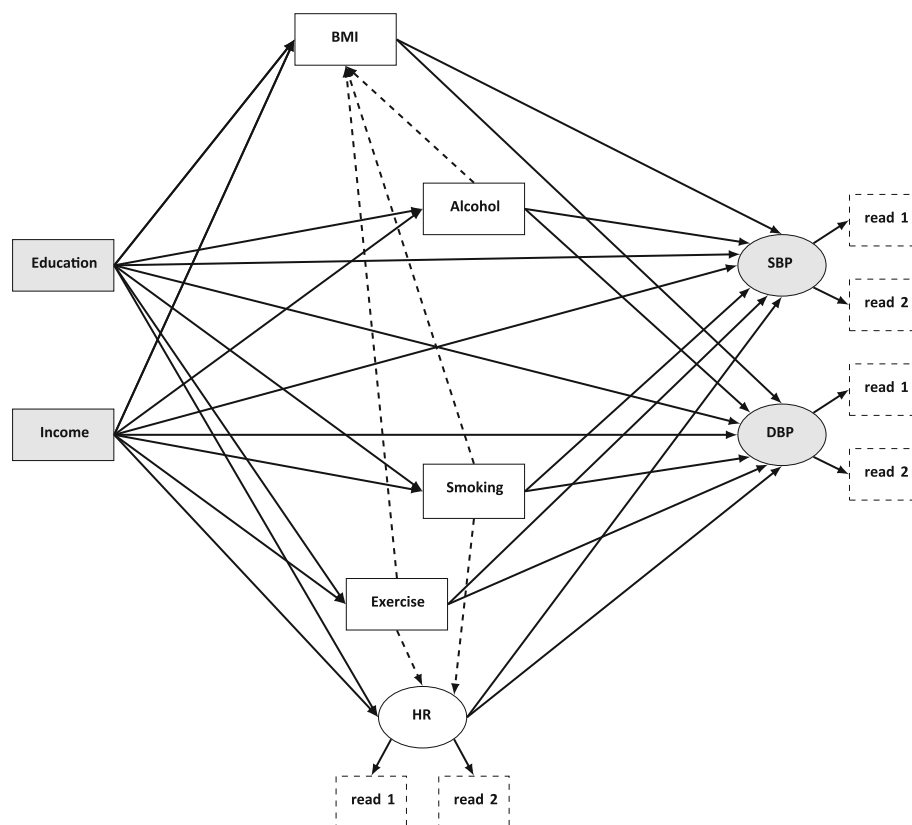 BMI
Alcohol
read 1
Education
SBP
read 2
read 1
Income
DBP
read 2
Smoking
Exercise
HR
read 1
read 2